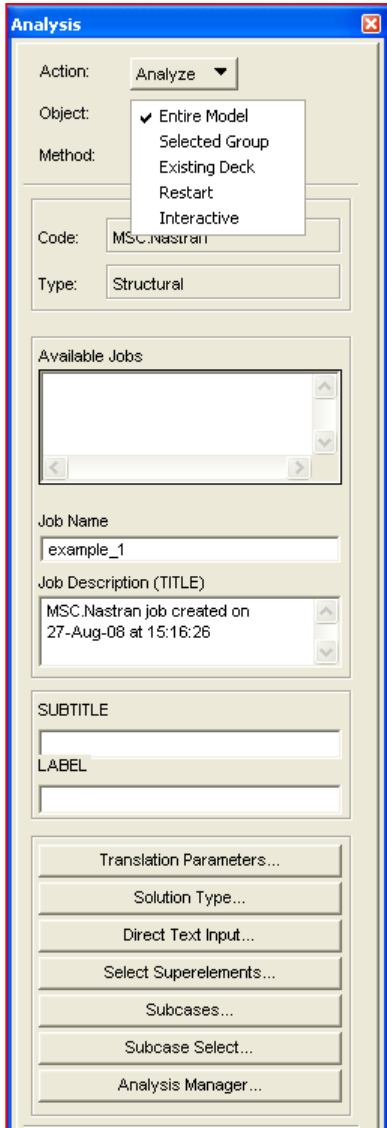 Analysis
Action: Analyze
Object: Entire Model
Selected Group
Method: Existing Deck
Restart
Interactive
Code: MSC.Nastran
Type: Structural
Available Jobs
Job Name
example_1
Job Description (TITLE)
MSC.Nastran job created on
27-Aug-08 at 15:16:26
SUBTITLE
LABEL
Translation Parameters...
Solution Type...
Direct Text Input...
Select Superelements...
Subcases...
Subcase Select...
Analysis Manager...